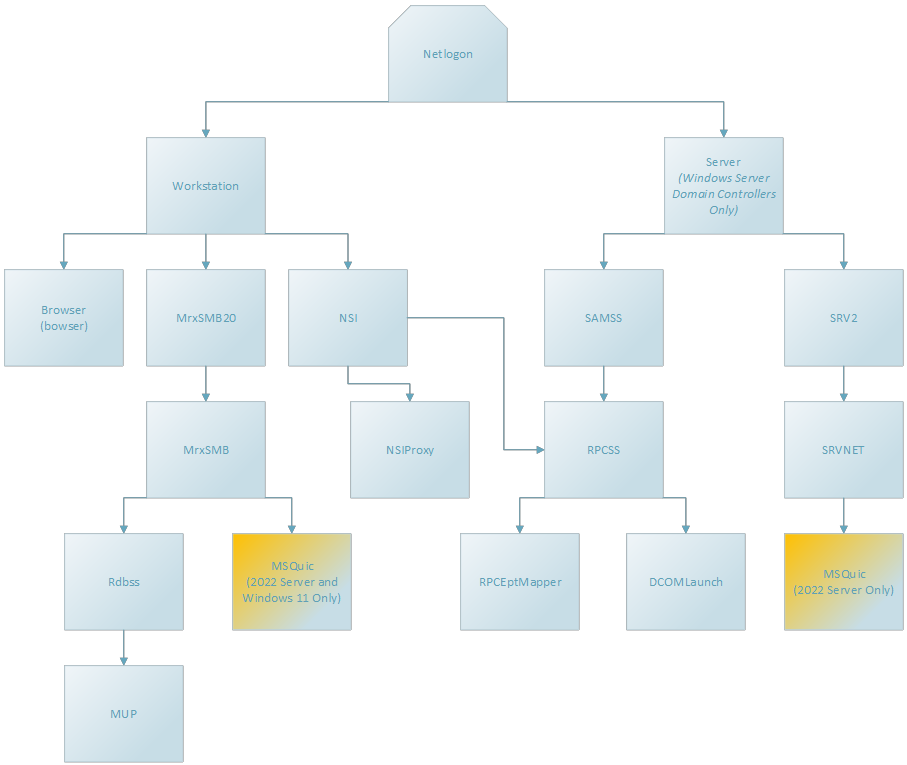 Netlogon
Workstation
Server
(Windows Server
Domain Controllers
Only)
Browser
(bowser)
MrxSMB20
NSI
SAMSS
SRV2
MrxSMB
NSIProxy
RPCSS
SRVNET
Rdbss
MSQuic
(2022 Server and
Windows 11 Only)
RPCEptMapper
DCOMLaunch
MSQuic
(2022 Server Only)
MUP